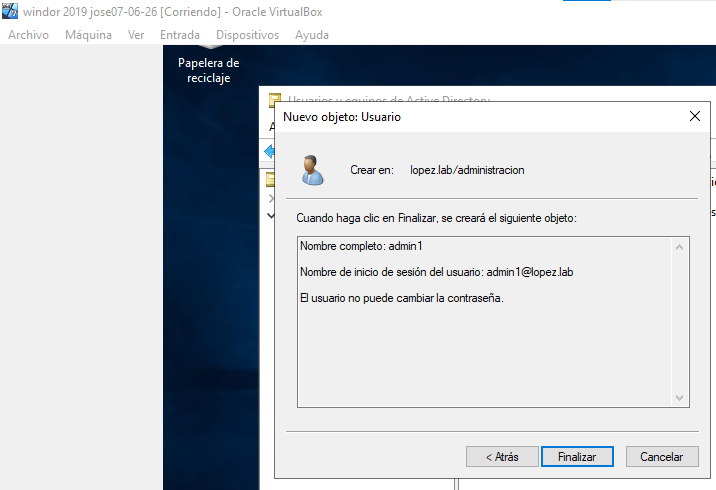 windor 2019 jose07-06-26 [Corriendo] - Oracle VirtualBox
Archivo Máquina Ver Entrada Dispositivos Ayuda
Papelera de
reciclaje
Usuarios y equipos de Active Directory
Nuevo objeto: Usuario
Crear en: lopez.lab/administracion
Cuando haga clic en Finalizar, se creará el siguiente objeto:
Nombre completo: admin1
Nombre de inicio de sesión del usuario: admin1@lopez.lab
El usuario no puede cambiar la contraseña.
< Atrás Finalizar Cancelar